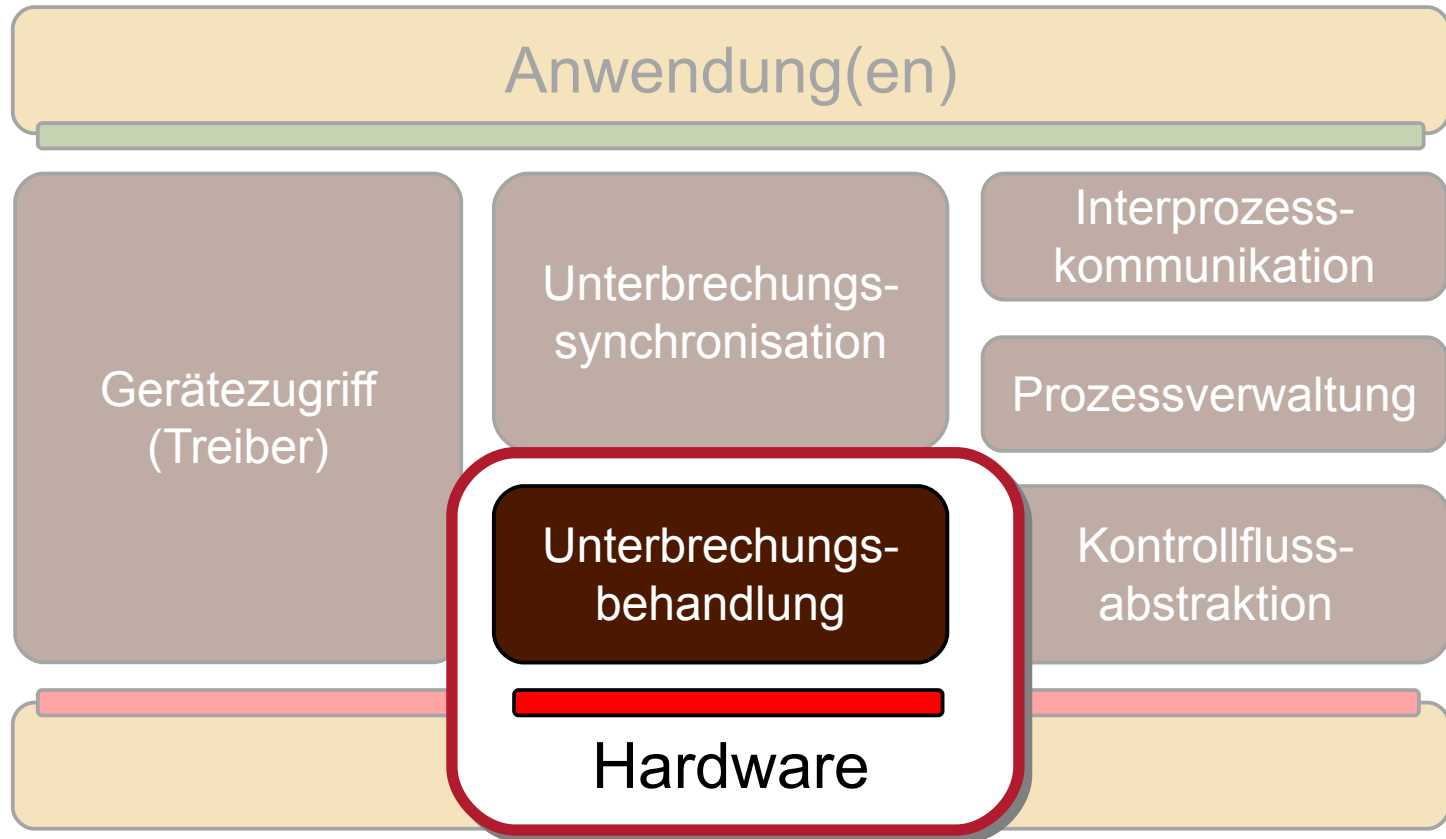 Anwendung(en)
Gerätezugriff
(Treiber)
Unterbrechungs-
synchronisation
Interprozess-
kommunikation
Prozessverwaltung
Unterbrechungs-
behandlung
Kontrollfluss-
abstraktion
Hardware